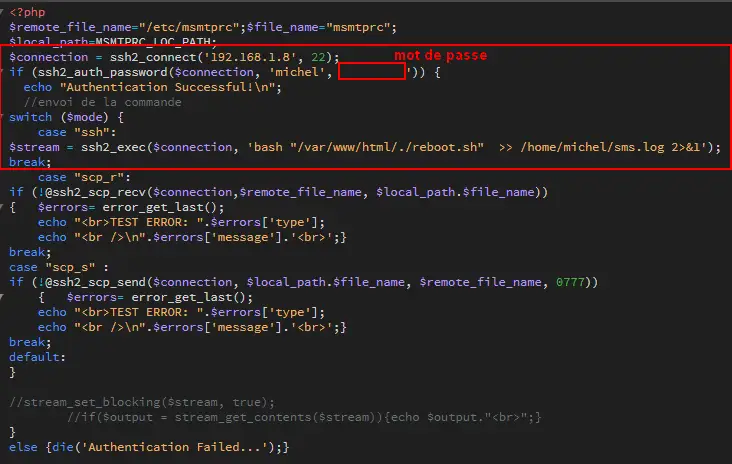 <?php
$remote_file_name="/etc/msmtprc";$file_name="msmtprc";
$local_path=MSMTPRC_LOC_PATH;
$connection = ssh2_connect('192.168.1.8', 22);
mot de passe
if (ssh2_auth_password($connection, 'michel', ')) {
echo "Authentication Successful!\n";
//envoi de la commande
switch ($mode) {
case "ssh":
$stream = ssh2_exec($connection, 'bash "/var/www/html/./reboot.sh"  >> /home/michel/sms.log 2>&1');
break;
case "scp_r":
if (!@ssh2_scp_recv($connection,$remote_file_name, $local_path.$file_name))
{   $errors= error_get_last();
echo "<br>TEST ERROR: ".$errors['type'];
echo "<br />\n".$errors['message'].'<br>';}
break;
case "scp_s" :
if (!@ssh2_scp_send($connection, $local_path.$file_name, $remote_file_name, 0777))
{   $errors= error_get_last();
echo "<br>TEST ERROR: ".$errors['type'];
echo "<br />\n".$errors['message'].'<br>';}
break;
default:
}
//stream_set_blocking($stream, true);
//if($output = stream_get_contents($stream)){echo $output."<br>";}
}
else {die('Authentication Failed...');}